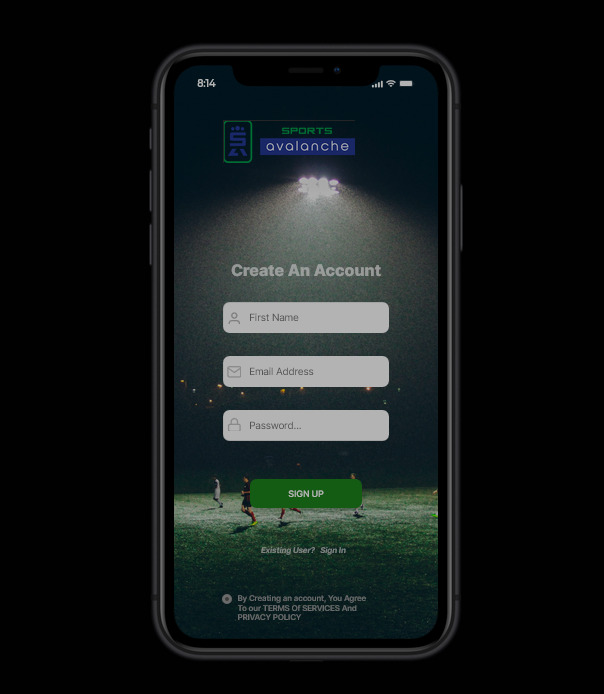 8:14
SPORTS
avalanche
Create An Account
First Name
Email Address
Password...
SIGN UP
Existing User? Sign In
By Creating an account, You Agree
To our TERMS Of SERVICES And
PRIVACY POLICY